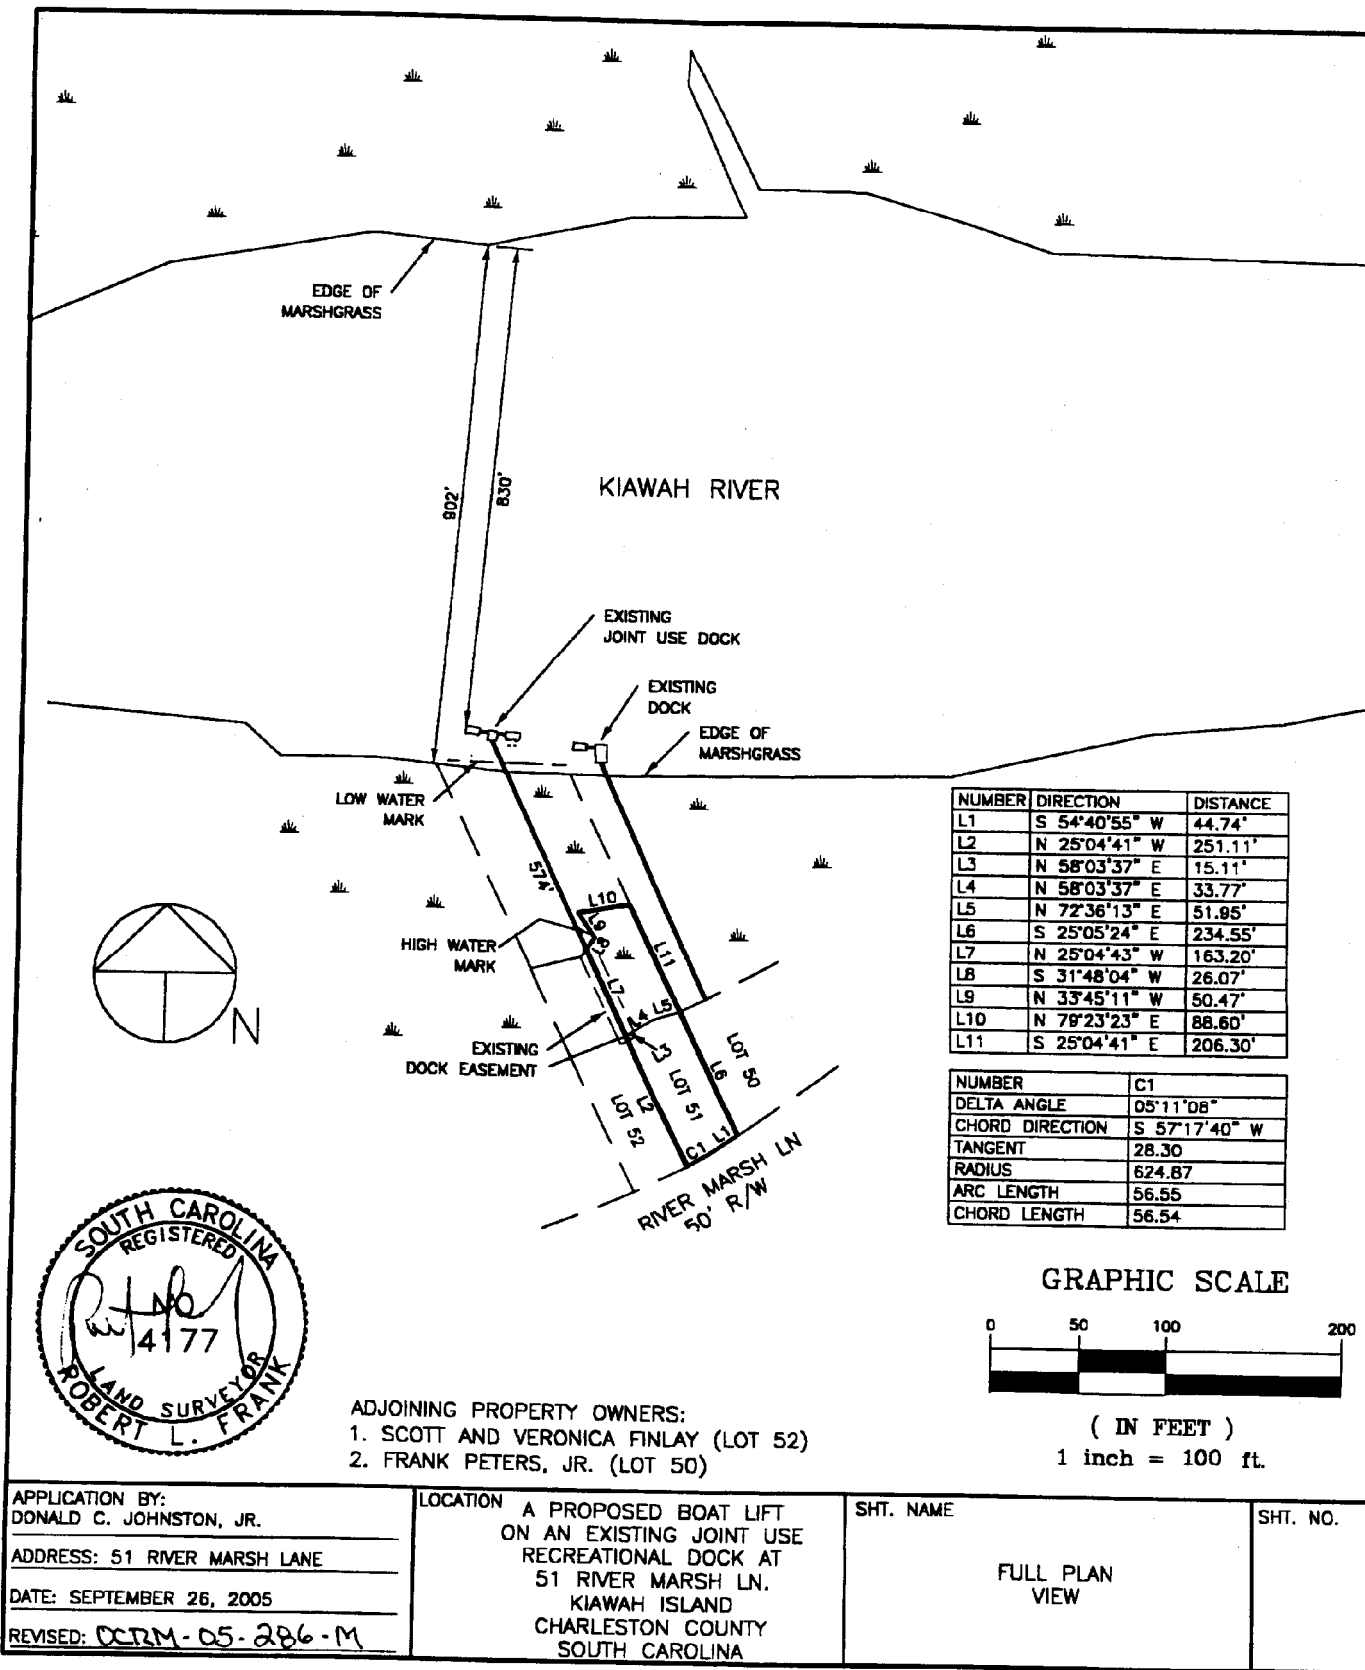 EDGE OF
MARSHGRASS
902'
830'
KIAWAH RIVER
EXISTING
JOINT USE DOCK
EXISTING
DOCK
EDGE OF
MARSHGRASS
LOW WATER
MARK
574'
L10
L9
L8
L11
HIGH WATER
MARK
L7
L4 L5
L3
EXISTING
DOCK EASEMENT
L2
L6
LOT 50
LOT 51
LOT 52
C1 L1
RIVER MARSH LN
50' R/W
N
NUMBER DIRECTION DISTANCE
L1 S 54°40'55" W 44.74'
L2 N 25°04'41" W 251.11'
L3 N 58°03'37" E 15.11'
L4 N 58°03'37" E 33.77'
L5 N 72°36'13" E 51.95'
L6 S 25°05'24" E 234.55'
L7 N 25°04'43" W 163.20'
L8 S 31°48'04" W 26.07'
L9 N 33°45'11" W 50.47'
L10 N 79°23'23" E 88.60'
L11 S 25°04'41" E 206.30'
NUMBER C1
DELTA ANGLE 05°11'08"
CHORD DIRECTION S 57°17'40" W
TANGENT 28.30
RADIUS 624.87
ARC LENGTH 56.55
CHORD LENGTH 56.54
SOUTH CAROLINA
REGISTERED
NO
4177
LAND SURVEYOR
ROBERT L. FRANK
GRAPHIC SCALE
0 50 100 200
( IN FEET )
1 inch = 100 ft.
ADJOINING PROPERTY OWNERS:
1. SCOTT AND VERONICA FINLAY (LOT 52)
2. FRANK PETERS, JR. (LOT 50)
APPLICATION BY:
DONALD C. JOHNSTON, JR.
ADDRESS: 51 RIVER MARSH LANE
DATE: SEPTEMBER 26, 2005
REVISED: OCRM-05-286-M
LOCATION A PROPOSED BOAT LIFT
ON AN EXISTING JOINT USE
RECREATIONAL DOCK AT
51 RIVER MARSH LN.
KIAWAH ISLAND
CHARLESTON COUNTY
SOUTH CAROLINA
SHT. NAME
FULL PLAN
VIEW
SHT. NO.